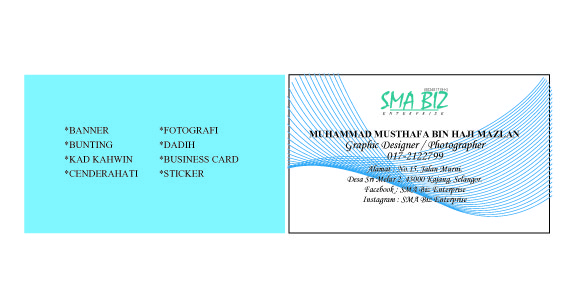 *BANNER
*BUNTING
*KAD KAHWIN
*CENDERAHATI
*FOTOGRAFI
*DADIH
*BUSINESS CARD
*STICKER
SMA BIZ
ENTERPRISE
MUHAMMAD MUSTHAFA BIN HAJI MAZLAN
Graphic Designer / Photographer
017-2122799
Alamat : No 15, Jalan Murni,
Desa Sri Melur 2, 43000 Kajang, Selangor.
Facebook : SMA Biz Enterprise
Instagram : SMA Biz Enterprise